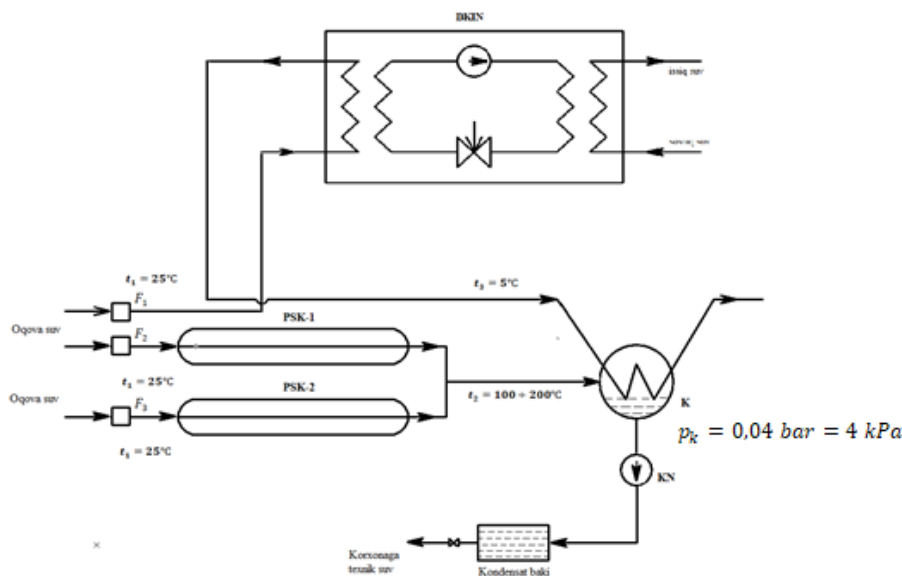 DKIN
issiq suv
t₁ = 25°C
F₁
Oqova suv
F₂
PSK-1
t₃ = 5°C
t₁ = 25°C
Oqova suv
F₃
PSK-2
t₂ = 100 ÷ 200°C
K
t₁ = 25°C
pₖ = 0,04 bar = 4 kPa
KN
Korxonaga
texnik suv
Kondensat baki